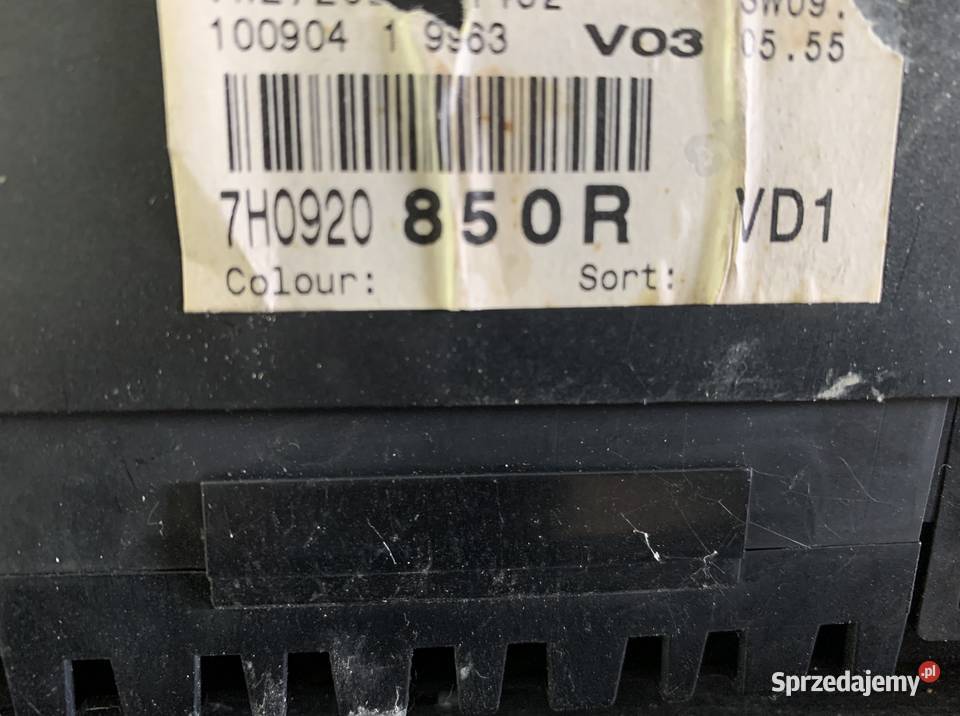 100904 1 9963 V03 05.55
7H0920 850R VD1
Colour: Sort:
Sprzedajemy.pl